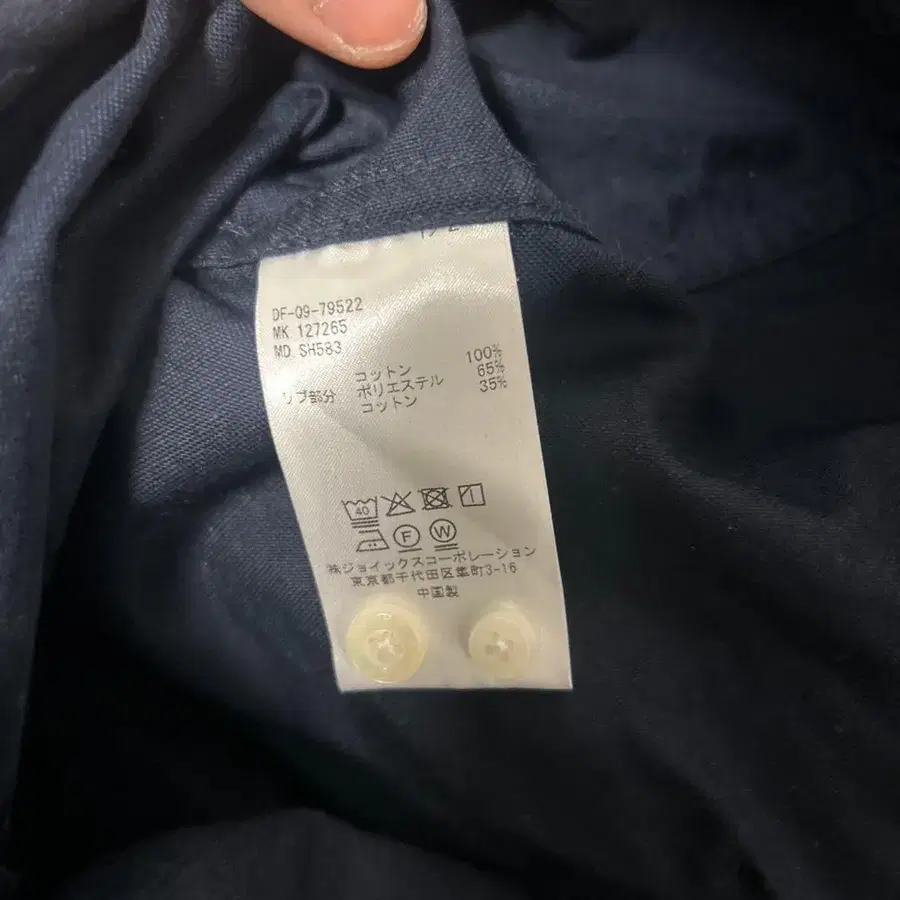 DF-09-79522
MK. 127265
MD. SH583
コットン 100%
リブ部分 ポリエステル 65%
コットン 35%
40
F W
㈱ジョイックスコーポレーション
東京都千代田区隼町3-16
中国製